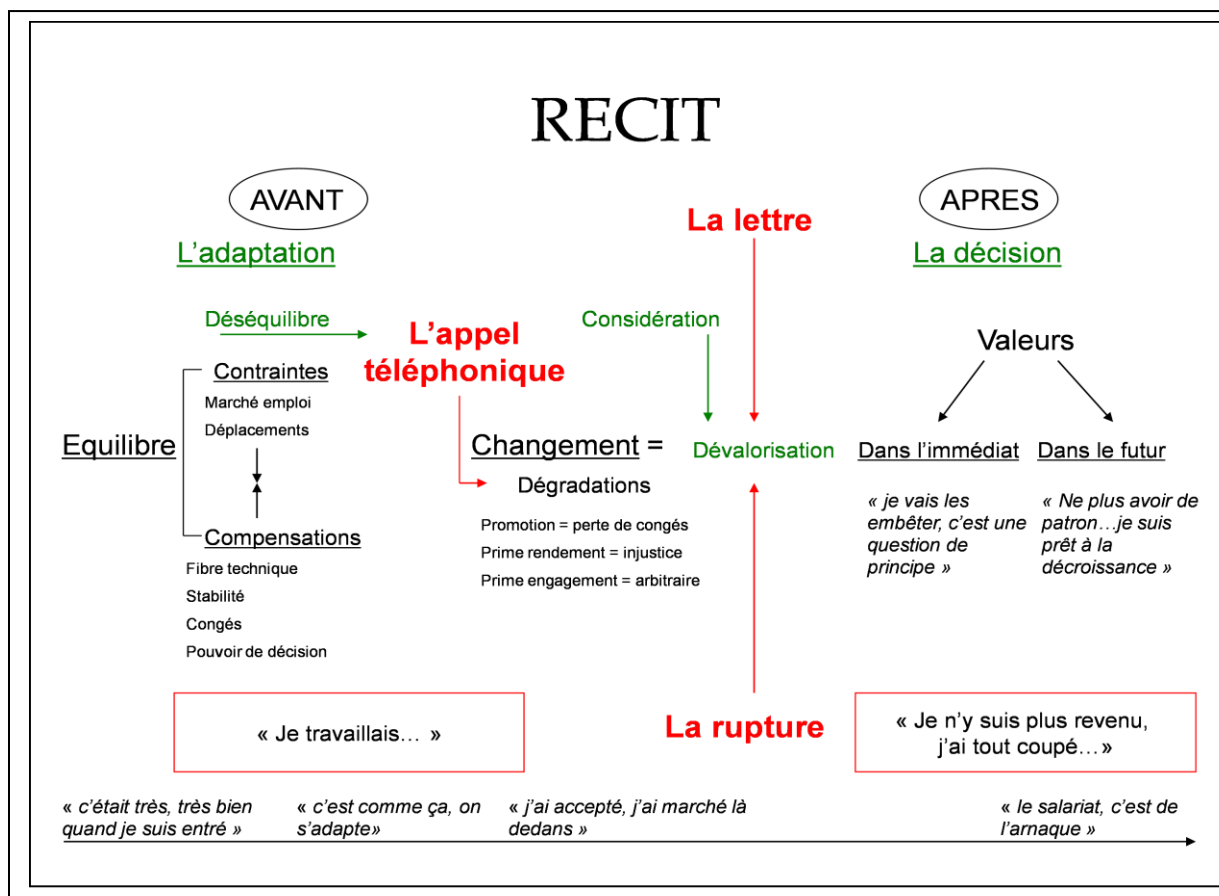 RECIT
AVANT
APRES
La lettre
L'adaptation
La décision
Déséquilibre
L'appel
téléphonique
Considération
Valeurs
Contraintes
Marché emploi
Déplacements
Equilibre
Changement =
Dévalorisation
Dans l'immédiat
Dans le futur
Dégradations
« je vais les
embêter, c'est une
question de
principe »
« Ne plus avoir de
patron…je suis
prêt à la
décroissance »
Promotion = perte de congés
Prime rendement = injustice
Prime engagement = arbitraire
Compensations
Fibre technique
Stabilité
Congés
Pouvoir de décision
« Je travaillais… »
La rupture
« Je n'y suis plus revenu,
j'ai tout coupé…»
« c'était très, très bien
quand je suis entré »
« c'est comme ça, on
s'adapte»
« j'ai accepté, j'ai marché là
dedans »
« le salariat, c'est de
l'arnaque »